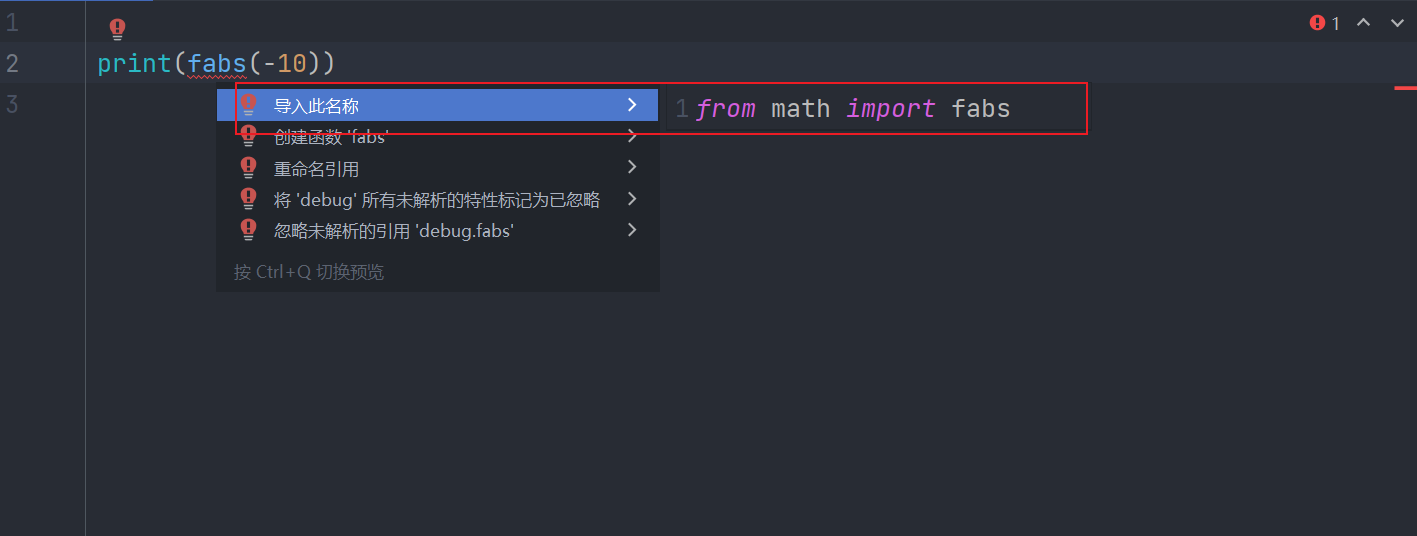 1
1
2 print(fabs(-10))
3
导入此名称
1 from math import fabs
创建函数 'fabs'
重命名引用
将 'debug' 所有未解析的特性标记为已忽略
忽略未解析的引用 'debug.fabs'
按 Ctrl+Q 切换预览